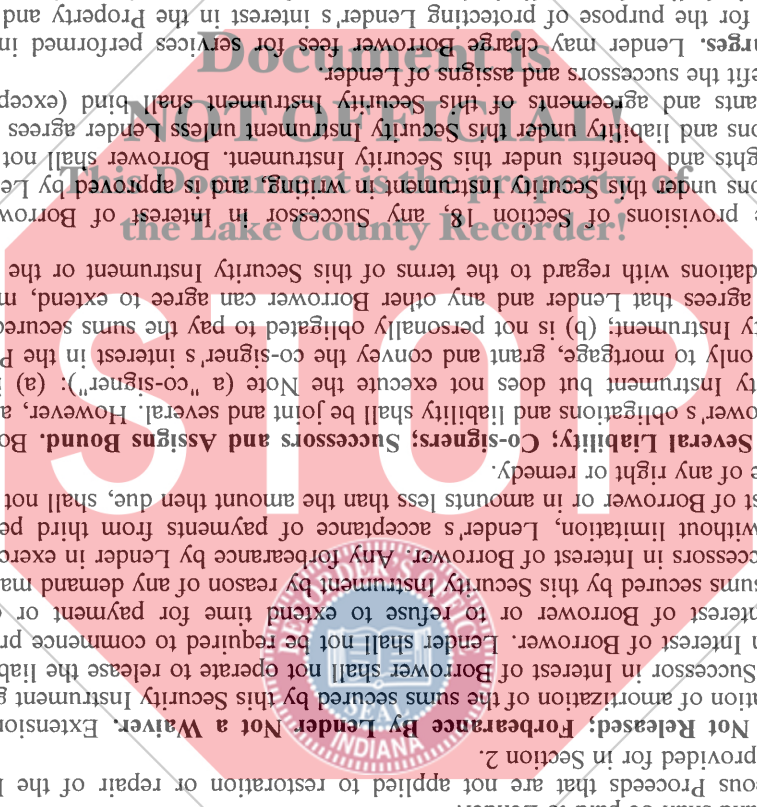 Proceeds that are not applied to restoration or repair of the
provided for in Section 2.
Not Released; Forbearance By Lender Not a Waiver. Extension
ation of amortization of the sums secured by this Security Instrument g
Successor in Interest of Borrower shall not operate to release the liab
n Interest of Borrower. Lender shall not be required to commence pr
nterest of Borrower or to refuse to extend time for payment or
sums secured by this Security Instrument by reason of any demand ma
ccessors in Interest of Borrower. Any forbearance by Lender in exerc
without limitation, Lender's acceptance of payments from third pe
st of Borrower or in amounts less than the amount then due, shall not
e of any right or remedy.
Several Liability; Co-signers; Successors and Assigns Bound. Bo
ower's obligations and liability shall be joint and several. However, a
ty Instrument but does not execute the Note (a "co-signer"): (a)
only to mortgage, grant and convey the co-signer's interest in the P
ty Instrument; (b) is not personally obligated to pay the sums secured
agrees that Lender and any other Borrower can agree to extend, m
dations with regard to the terms of this Security Instrument or the
e provisions of Section 18, any Successor in Interest of Borrow
ons under this Security Instrument in writing, and is approved by Le
ghts and benefits under this Security Instrument. Borrower shall not
ons and liability under this Security Instrument unless Lender agrees
ants and agreements of this Security Instrument shall bind (excep
efit the successors and assigns of Lender.
arges. Lender may charge Borrower fees for services performed in
for the purpose of protecting Lender's interest in the Property and
Document is
NOT OFFICIAL!
This Document is the property of
the Lake County Recorder!
STOP
RECORDER'S OFFICE
SEAL
INDIANA